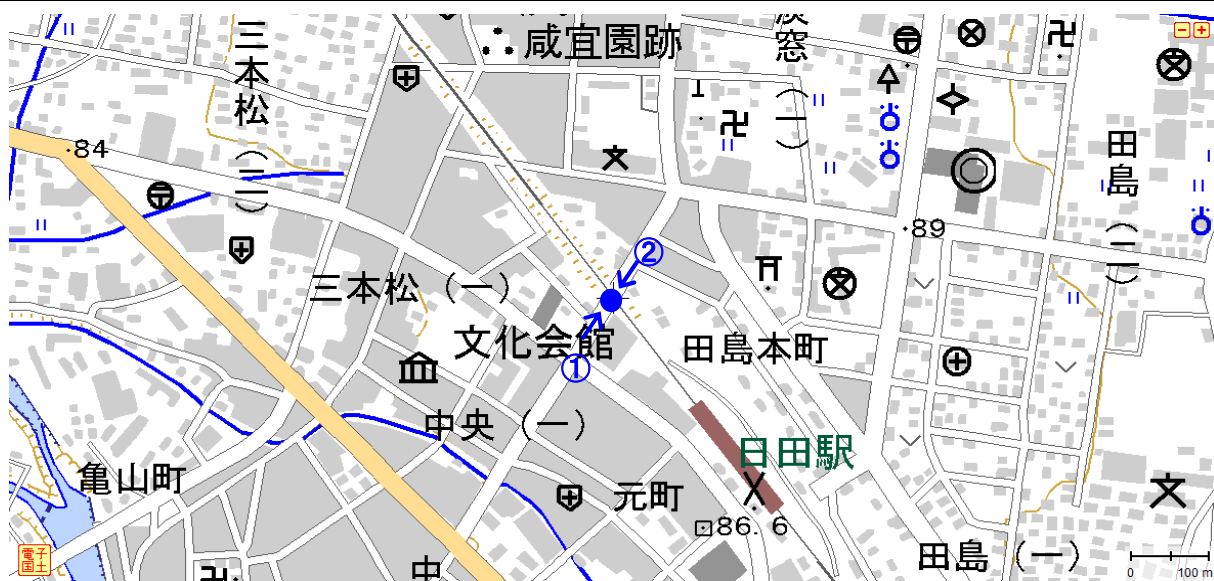 咸宜園跡
淡窓(一)
三本松(二)
・84
・89
田島(二)
②
三本松(一)
文化会館
①
田島本町
中央(一)
日田駅
亀山町
元町
86.6
田島(一)
中
電子国土
0 100 m